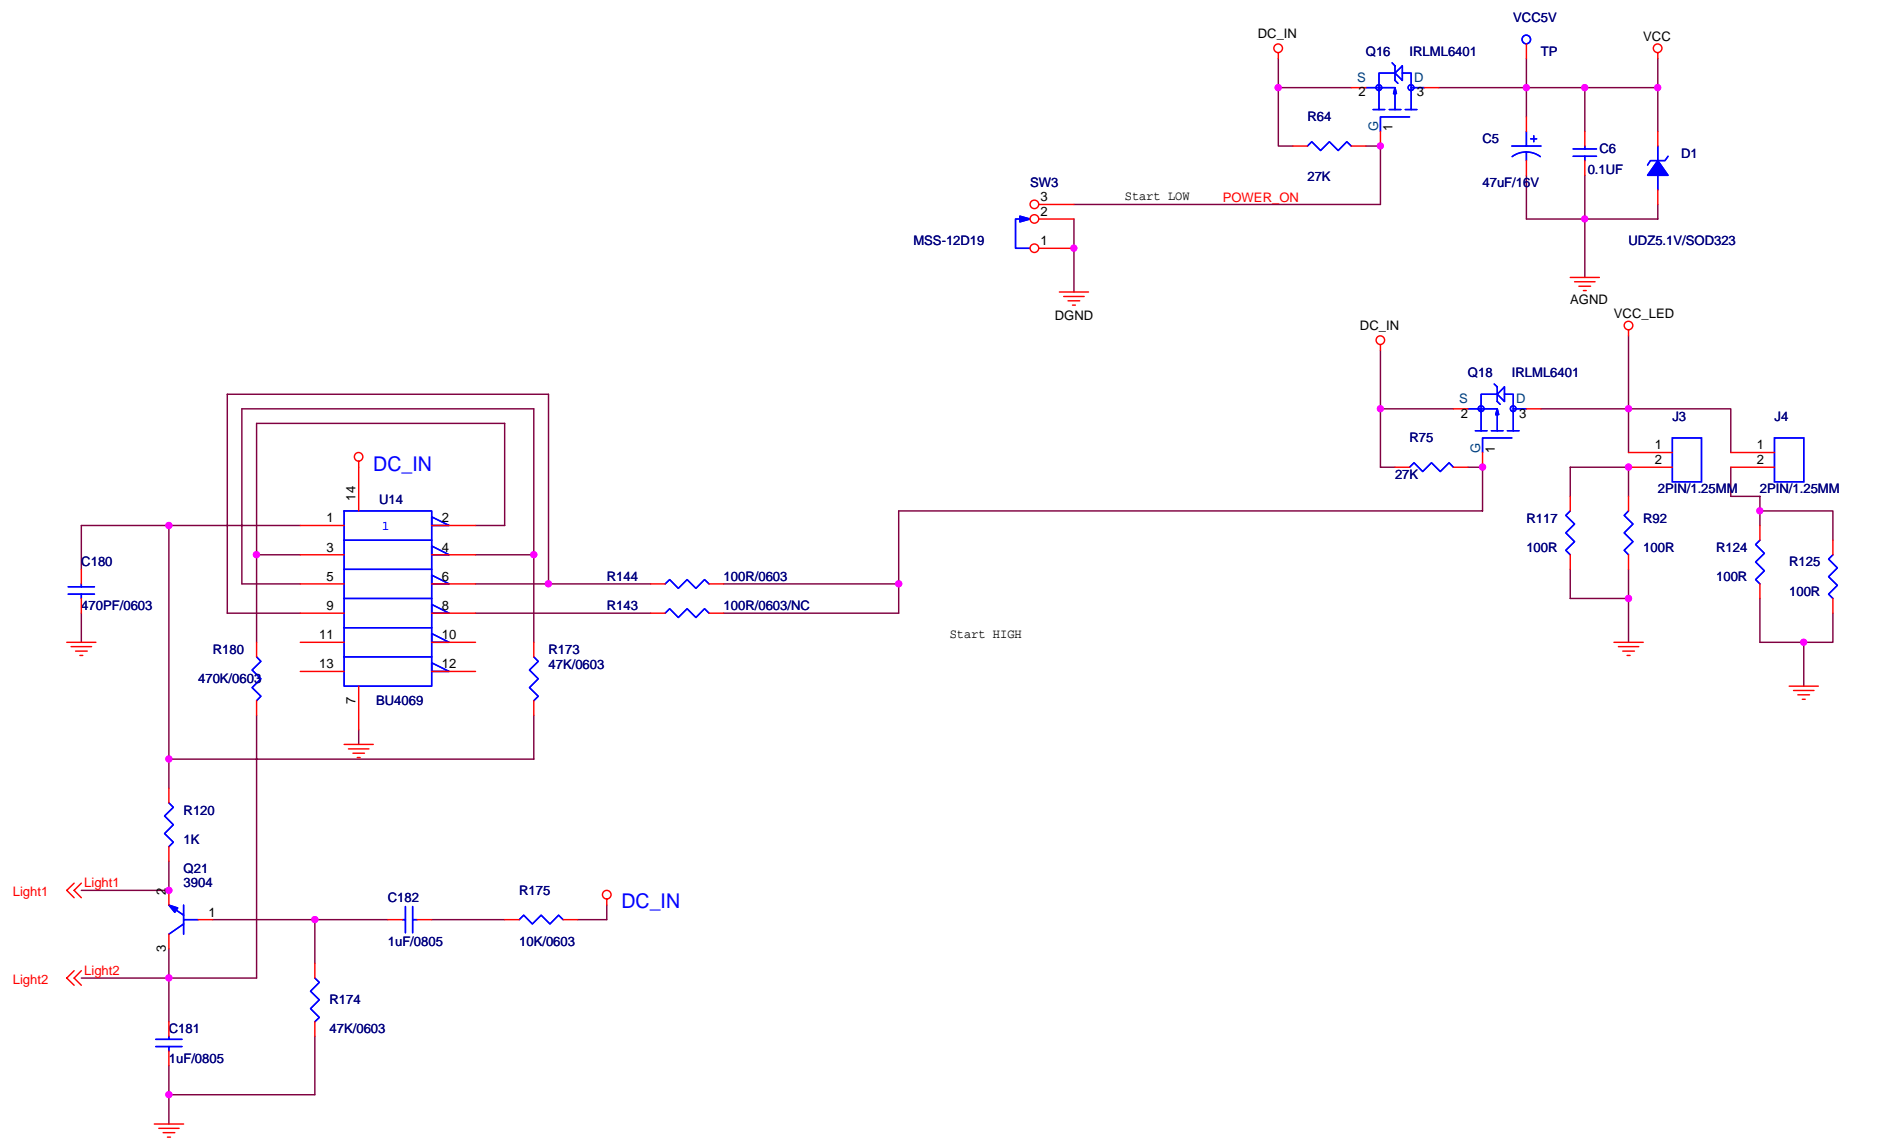 VCC5V
DC_IN
VCC
Q16 IRLML6401
TP
S
D
2
3
R64
G
1
C5
+
C6
D1
27K
47uF/16V
0.1UF
SW3
3
Start LOW
POWER_ON
2
MSS-12D19
1
UDZ5.1V/SOD323
AGND
DGND
VCC_LED
DC_IN
Q18 IRLML6401
S
D
2
3
J3
J4
R75
G
1
1
1
2
2
27K
2PIN/1.25MM
2PIN/1.25MM
R117
R92
100R
100R
R124
R125
100R
100R
DC_IN
14
U14
1
1
2
3
4
C180
5
6
R144
100R/0603
470PF/0603
9
8
R143
100R/0603/NC
11
10
Start HIGH
R180
R173
13
12
47K/0603
470K/0603
7
BU4069
R120
1K
Q21
3904
Light1
Light1
2
C182
R175
DC_IN
1
1uF/0805
10K/0603
3
Light2
Light2
R174
C181
47K/0603
1uF/0805